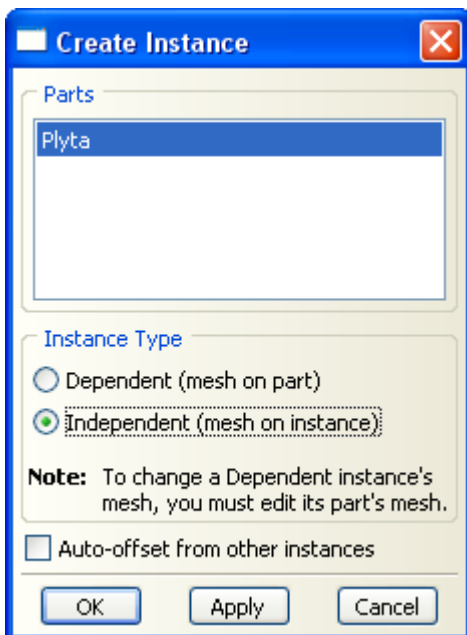 Create Instance
Parts
Plyta
Instance Type
Dependent (mesh on part)
Independent (mesh on instance)
Note: To change a Dependent instance's
mesh, you must edit its part's mesh.
Auto-offset from other instances
OK Apply Cancel